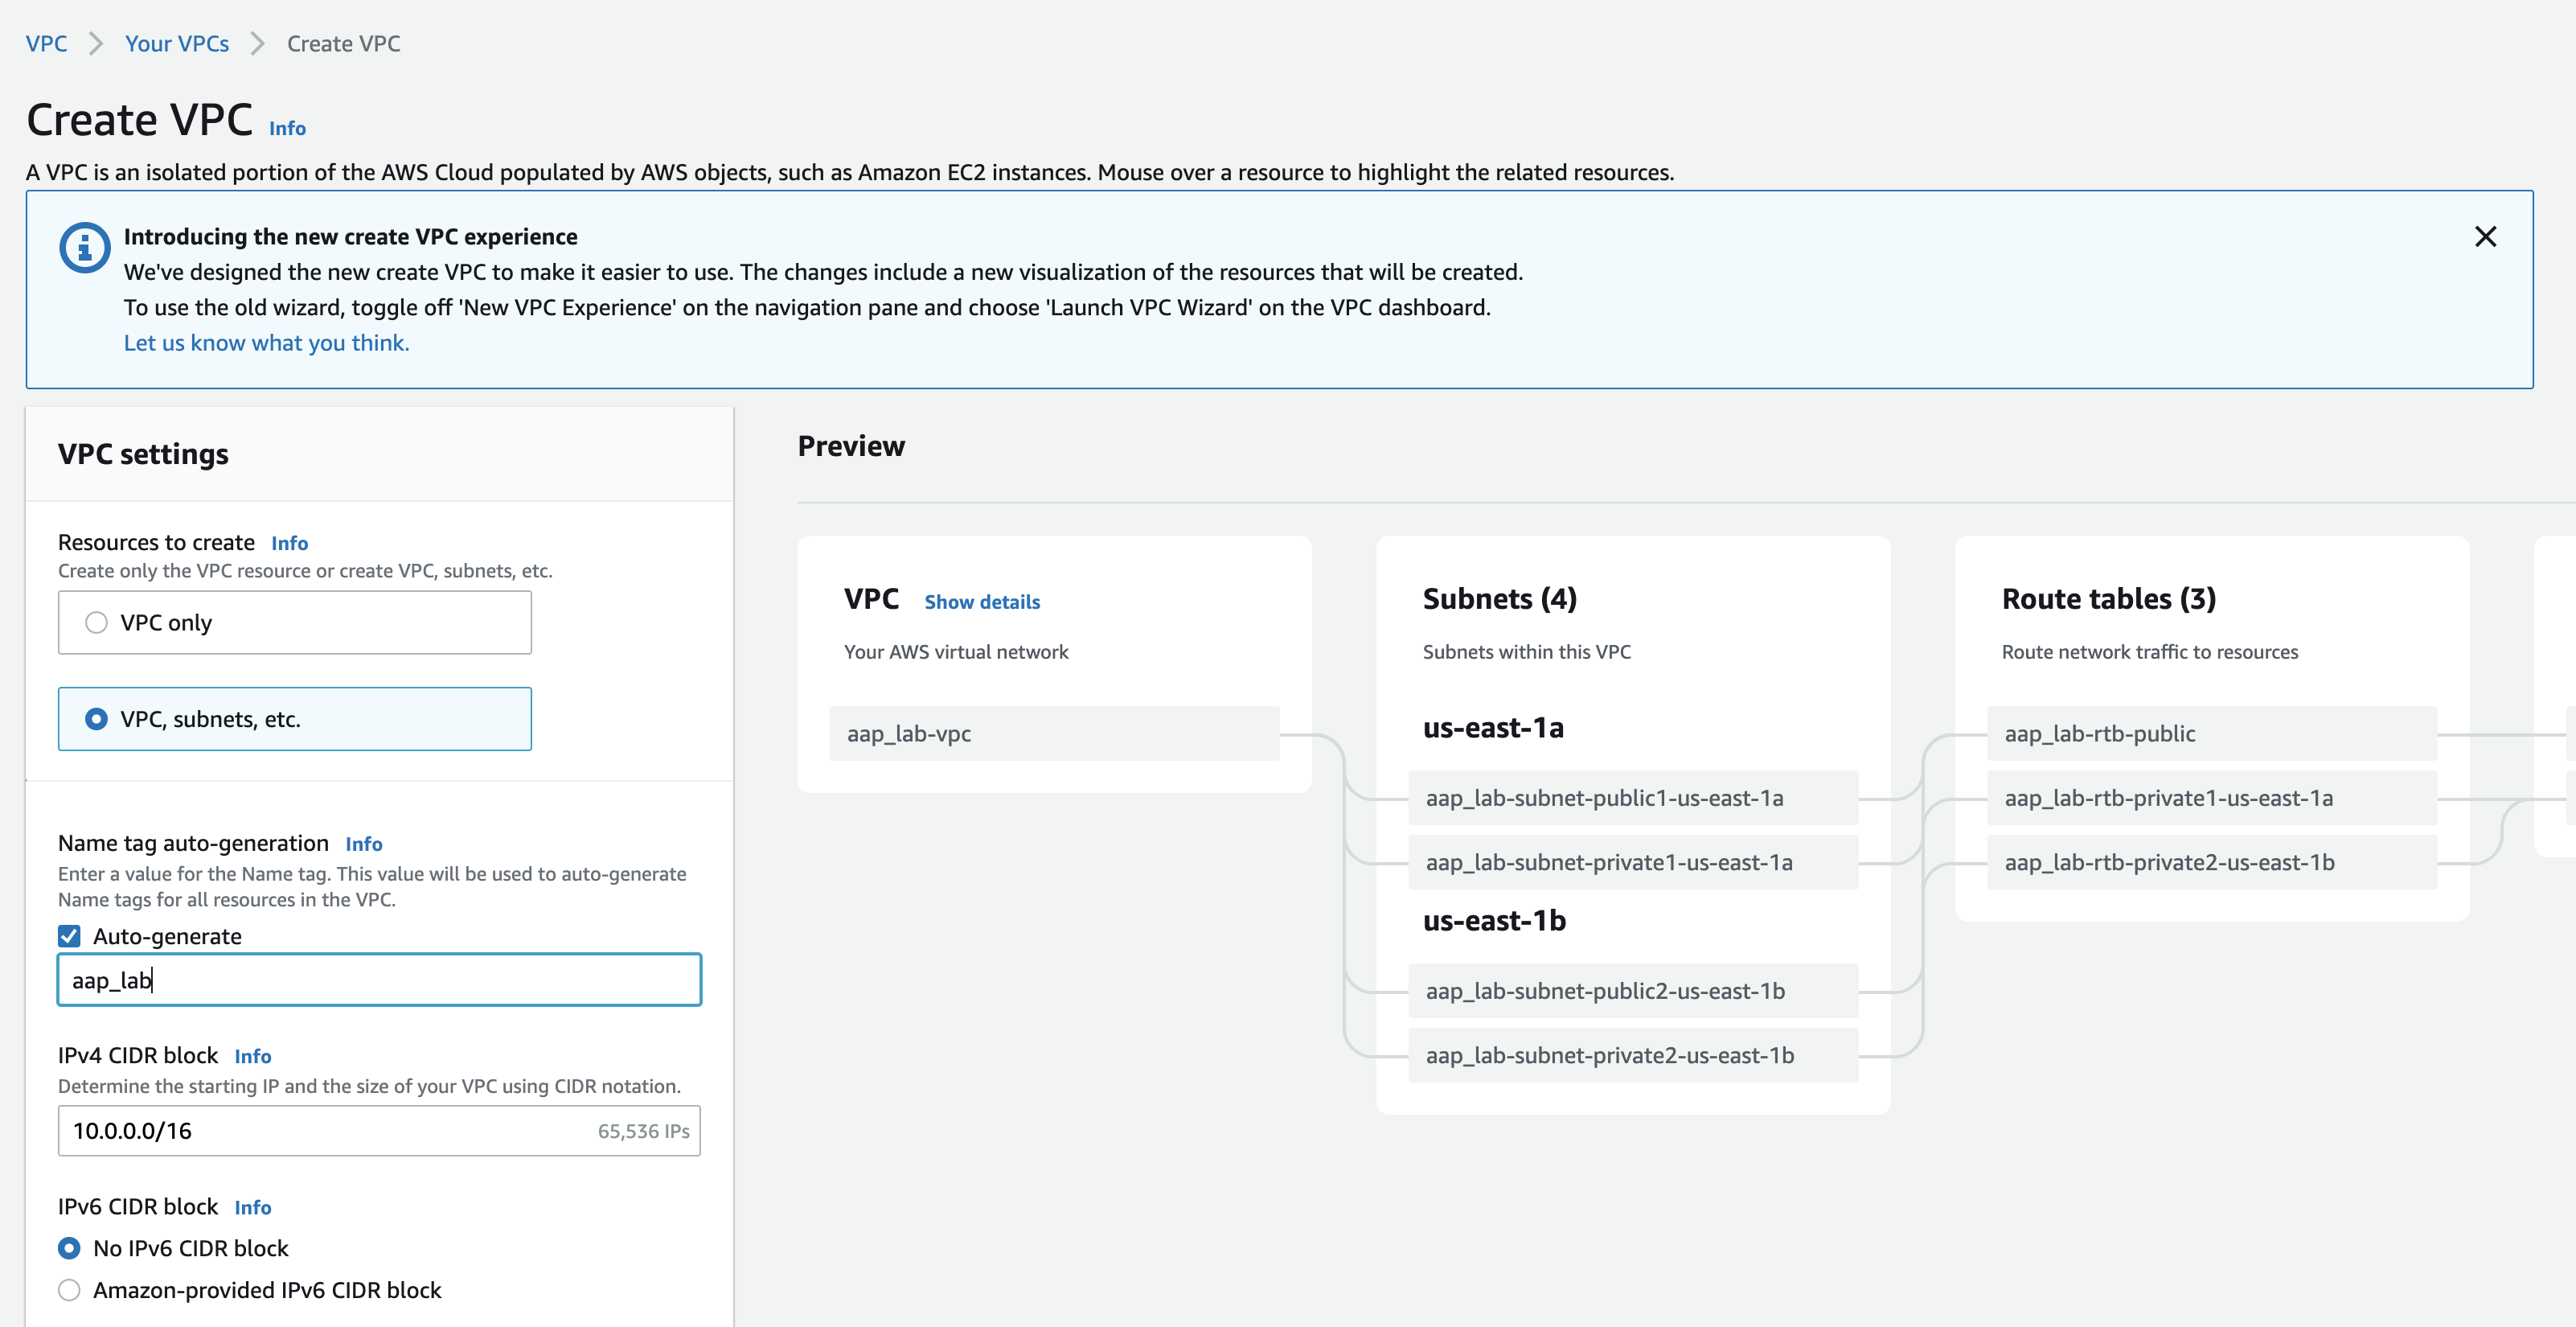 VPC > Your VPCs > Create VPC
Create VPC Info
A VPC is an isolated portion of the AWS Cloud populated by AWS objects, such as Amazon EC2 instances. Mouse over a resource to highlight the related resources.
Introducing the new create VPC experience
We've designed the new create VPC to make it easier to use. The changes include a new visualization of the resources that will be created.
To use the old wizard, toggle off 'New VPC Experience' on the navigation pane and choose 'Launch VPC Wizard' on the VPC dashboard.
Let us know what you think.
VPC settings
Resources to create Info
Create only the VPC resource or create VPC, subnets, etc.
VPC only
VPC, subnets, etc.
Name tag auto-generation Info
Enter a value for the Name tag. This value will be used to auto-generate
Name tags for all resources in the VPC.
Auto-generate
aap_lab
IPv4 CIDR block Info
Determine the starting IP and the size of your VPC using CIDR notation.
10.0.0.0/16 65,536 IPs
IPv6 CIDR block Info
No IPv6 CIDR block
Amazon-provided IPv6 CIDR block
Preview
VPC Show details
Your AWS virtual network
aap_lab-vpc
Subnets (4)
Subnets within this VPC
us-east-1a
aap_lab-subnet-public1-us-east-1a
aap_lab-subnet-private1-us-east-1a
us-east-1b
aap_lab-subnet-public2-us-east-1b
aap_lab-subnet-private2-us-east-1b
Route tables (3)
Route network traffic to resources
aap_lab-rtb-public
aap_lab-rtb-private1-us-east-1a
aap_lab-rtb-private2-us-east-1b